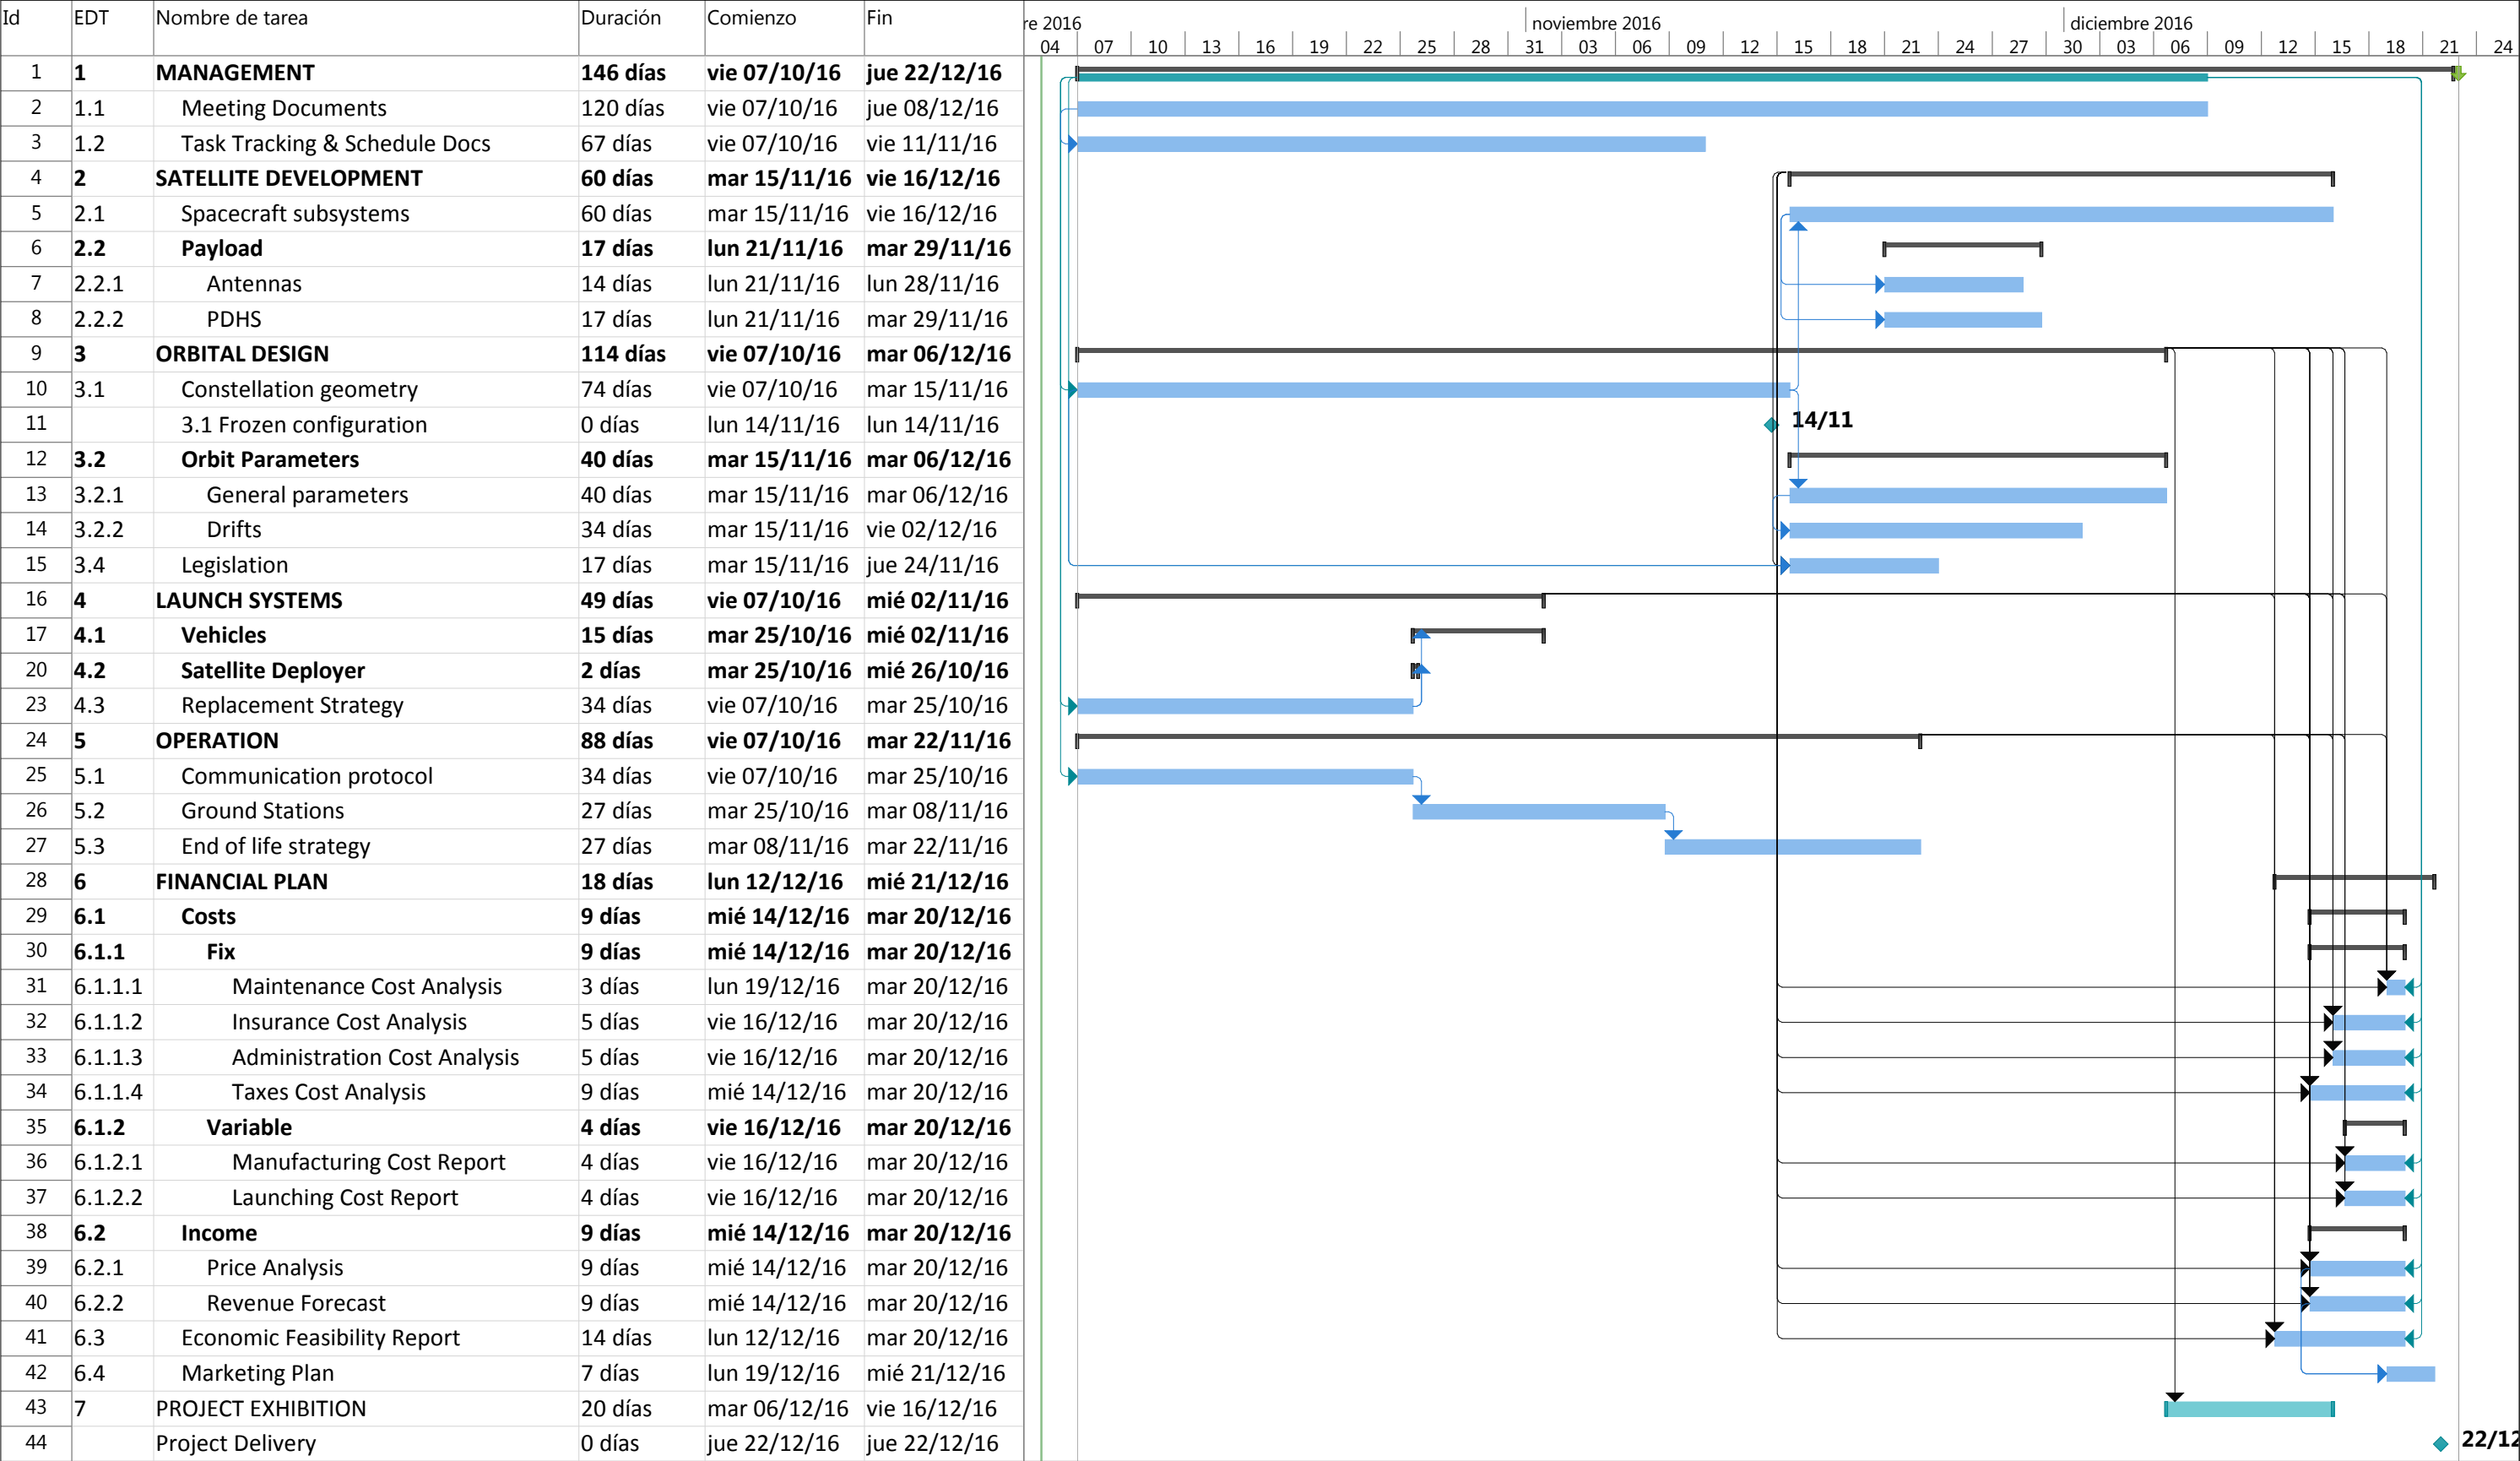 Id EDT Nombre de tarea Duración Comienzo Fin re 2016 noviembre 2016 diciembre 2016
04 07 10 13 16 19 22 25 28 31 03 06 09 12 15 18 21 24 27 30 03 06 09 12 15 18 21 24
1 1 MANAGEMENT 146 días vie 07/10/16 jue 22/12/16
2 1.1 Meeting Documents 120 días vie 07/10/16 jue 08/12/16
3 1.2 Task Tracking & Schedule Docs 67 días vie 07/10/16 vie 11/11/16
4 2 SATELLITE DEVELOPMENT 60 días mar 15/11/16 vie 16/12/16
5 2.1 Spacecraft subsystems 60 días mar 15/11/16 vie 16/12/16
6 2.2 Payload 17 días lun 21/11/16 mar 29/11/16
7 2.2.1 Antennas 14 días lun 21/11/16 lun 28/11/16
8 2.2.2 PDHS 17 días lun 21/11/16 mar 29/11/16
9 3 ORBITAL DESIGN 114 días vie 07/10/16 mar 06/12/16
10 3.1 Constellation geometry 74 días vie 07/10/16 mar 15/11/16
11 3.1 Frozen configuration 0 días lun 14/11/16 lun 14/11/16 14/11
12 3.2 Orbit Parameters 40 días mar 15/11/16 mar 06/12/16
13 3.2.1 General parameters 40 días mar 15/11/16 mar 06/12/16
14 3.2.2 Drifts 34 días mar 15/11/16 vie 02/12/16
15 3.4 Legislation 17 días mar 15/11/16 jue 24/11/16
16 4 LAUNCH SYSTEMS 49 días vie 07/10/16 mié 02/11/16
17 4.1 Vehicles 15 días mar 25/10/16 mié 02/11/16
20 4.2 Satellite Deployer 2 días mar 25/10/16 mié 26/10/16
23 4.3 Replacement Strategy 34 días vie 07/10/16 mar 25/10/16
24 5 OPERATION 88 días vie 07/10/16 mar 22/11/16
25 5.1 Communication protocol 34 días vie 07/10/16 mar 25/10/16
26 5.2 Ground Stations 27 días mar 25/10/16 mar 08/11/16
27 5.3 End of life strategy 27 días mar 08/11/16 mar 22/11/16
28 6 FINANCIAL PLAN 18 días lun 12/12/16 mié 21/12/16
29 6.1 Costs 9 días mié 14/12/16 mar 20/12/16
30 6.1.1 Fix 9 días mié 14/12/16 mar 20/12/16
31 6.1.1.1 Maintenance Cost Analysis 3 días lun 19/12/16 mar 20/12/16
32 6.1.1.2 Insurance Cost Analysis 5 días vie 16/12/16 mar 20/12/16
33 6.1.1.3 Administration Cost Analysis 5 días vie 16/12/16 mar 20/12/16
34 6.1.1.4 Taxes Cost Analysis 9 días mié 14/12/16 mar 20/12/16
35 6.1.2 Variable 4 días vie 16/12/16 mar 20/12/16
36 6.1.2.1 Manufacturing Cost Report 4 días vie 16/12/16 mar 20/12/16
37 6.1.2.2 Launching Cost Report 4 días vie 16/12/16 mar 20/12/16
38 6.2 Income 9 días mié 14/12/16 mar 20/12/16
39 6.2.1 Price Analysis 9 días mié 14/12/16 mar 20/12/16
40 6.2.2 Revenue Forecast 9 días mié 14/12/16 mar 20/12/16
41 6.3 Economic Feasibility Report 14 días lun 12/12/16 mar 20/12/16
42 6.4 Marketing Plan 7 días lun 19/12/16 mié 21/12/16
43 7 PROJECT EXHIBITION 20 días mar 06/12/16 vie 16/12/16
44 Project Delivery 0 días jue 22/12/16 jue 22/12/16 22/12